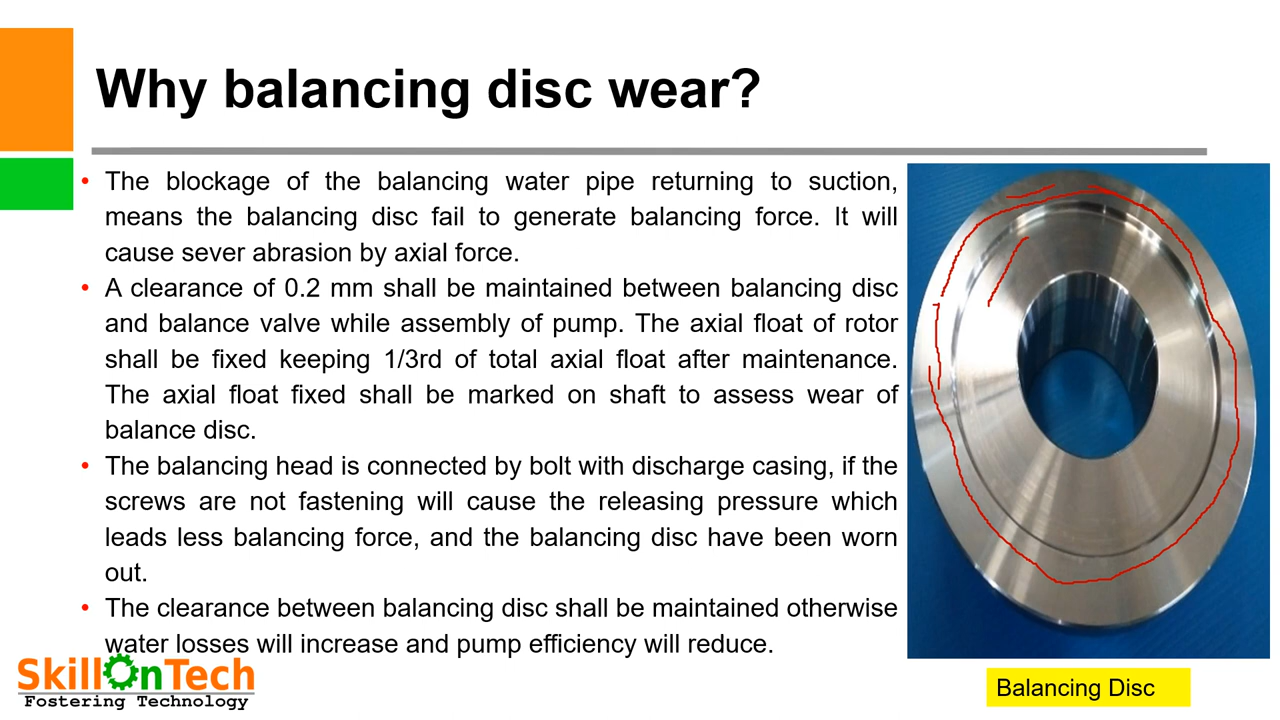 Why balancing disc wear?
• The blockage of the balancing water pipe returning to suction,
means the balancing disc fail to generate balancing force. It will
cause sever abrasion by axial force.
• A clearance of 0.2 mm shall be maintained between balancing disc
and balance valve while assembly of pump. The axial float of rotor
shall be fixed keeping 1/3rd of total axial float after maintenance.
The axial float fixed shall be marked on shaft to assess wear of
balance disc.
• The balancing head is connected by bolt with discharge casing, if the
screws are not fastening will cause the releasing pressure which
leads less balancing force, and the balancing disc have been worn
out.
• The clearance between balancing disc shall be maintained otherwise
water losses will increase and pump efficiency will reduce.
SkillOnTech
Fostering Technology
Balancing Disc